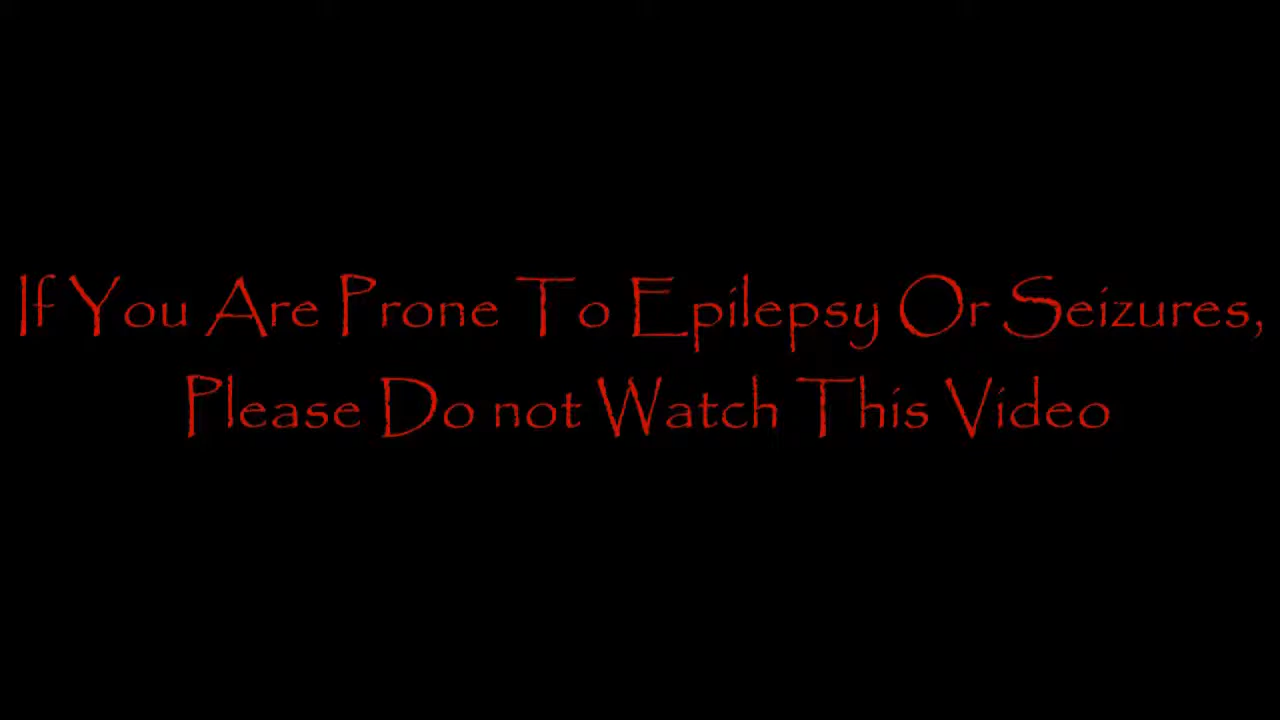 If You Are Prone To Epilepsy Or Seizures,
Please Do not Watch This Video